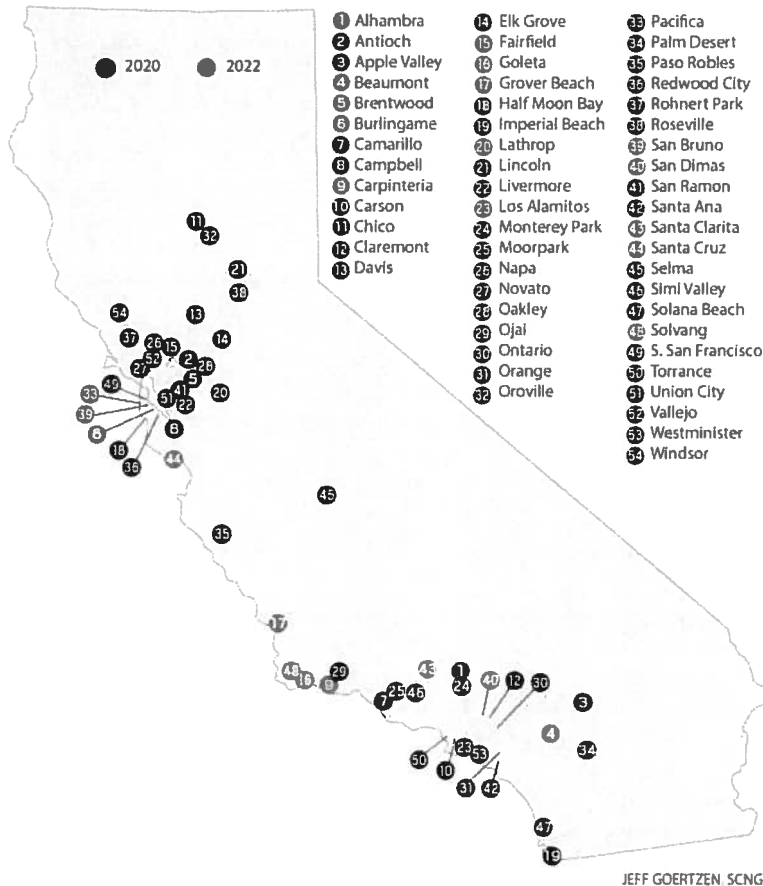 2020 2022
1 Alhambra
2 Antioch
3 Apple Valley
4 Beaumont
5 Brentwood
6 Burlingame
7 Camarillo
8 Campbell
9 Carpinteria
10 Carson
11 Chico
12 Claremont
13 Davis
14 Elk Grove
15 Fairfield
16 Goleta
17 Grover Beach
18 Half Moon Bay
19 Imperial Beach
20 Lathrop
21 Lincoln
22 Livermore
23 Los Alamitos
24 Monterey Park
25 Moorpark
26 Napa
27 Novato
28 Oakley
29 Ojai
30 Ontario
31 Orange
32 Oroville
33 Pacifica
34 Palm Desert
35 Paso Robles
36 Redwood City
37 Rohnert Park
38 Roseville
39 San Bruno
40 San Dimas
41 San Ramon
42 Santa Ana
43 Santa Clarita
44 Santa Cruz
45 Selma
46 Simi Valley
47 Solana Beach
48 Solvang
49 S. San Francisco
50 Torrance
51 Union City
52 Vallejo
53 Westminister
54 Windsor
11
32
21
38
54 13
37 26 15 14
52 2
27 28
5
49 41 20
33 51 22
39
6 8
18
36 44
45
35
17
48 16 9 29
43 1
24 40 12 30
7 25 46 3
4
23 53 34
50 10
31 42
47
19
JEFF GOERTZEN, SCNG